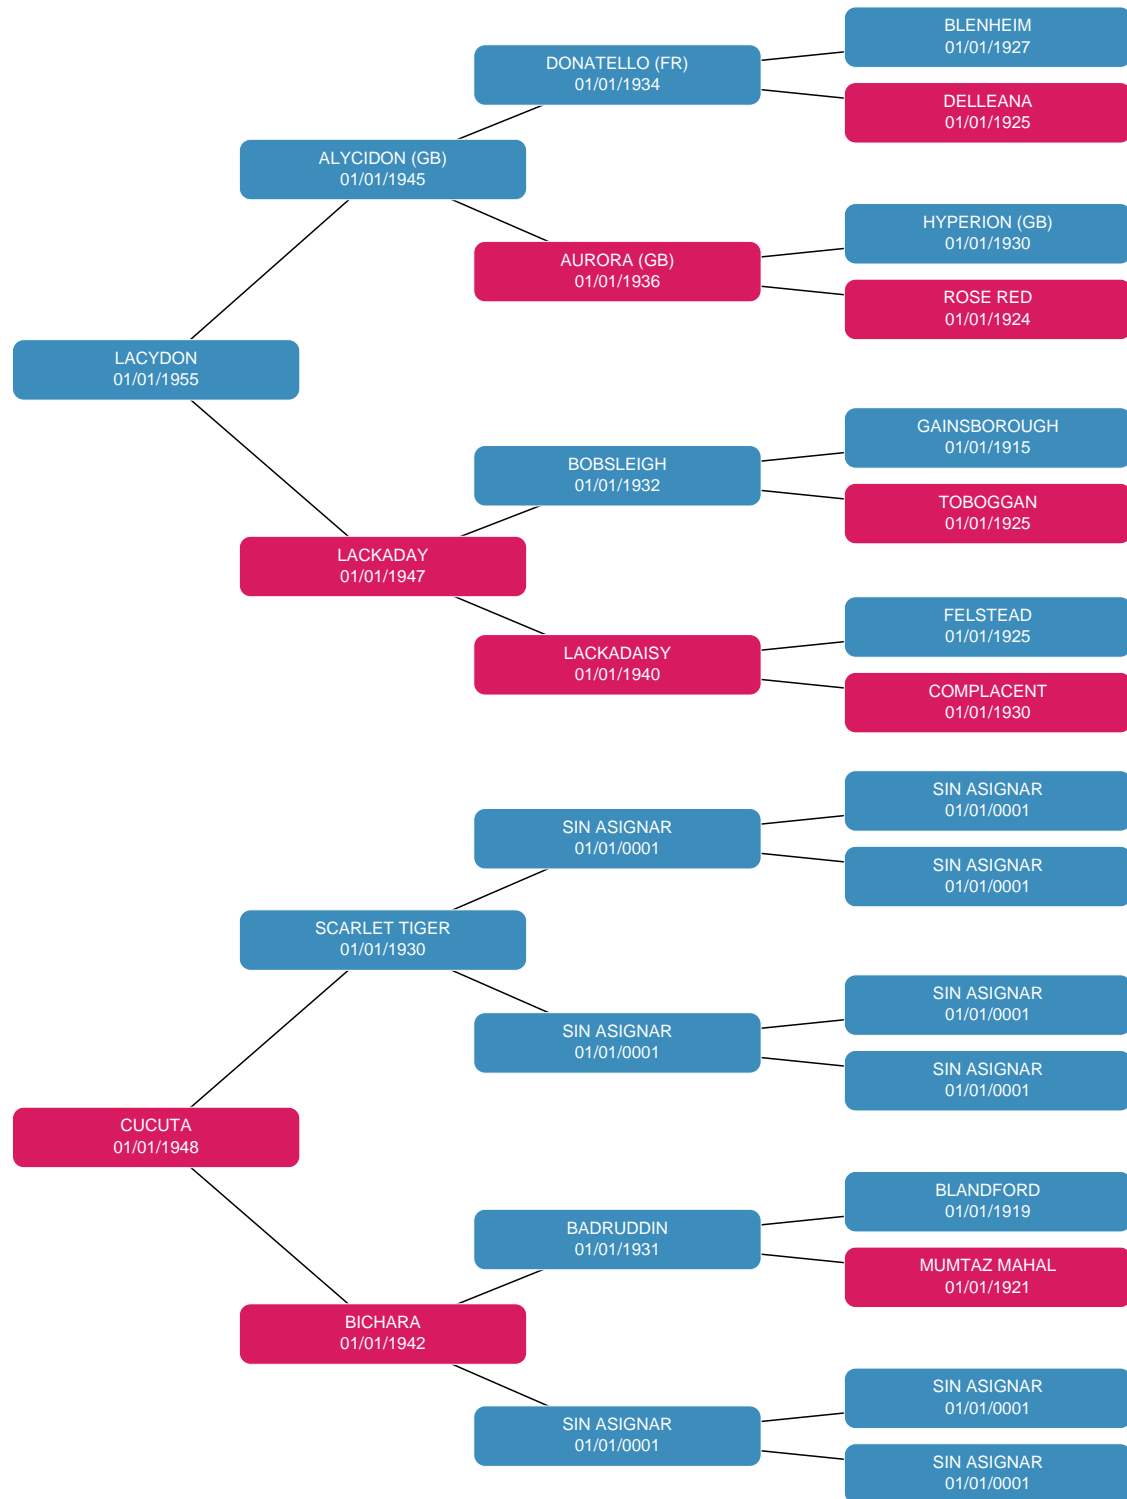 BLENHEIM
01/01/1927
DONATELLO (FR)
01/01/1934
DELLEANA
01/01/1925
ALYCIDON (GB)
01/01/1945
HYPERION (GB)
01/01/1930
AURORA (GB)
01/01/1936
ROSE RED
01/01/1924
LACYDON
01/01/1955
GAINSBOROUGH
01/01/1915
BOBSLEIGH
01/01/1932
TOBOGGAN
01/01/1925
LACKADAY
01/01/1947
FELSTEAD
01/01/1925
LACKADAISY
01/01/1940
COMPLACENT
01/01/1930
SIN ASIGNAR
01/01/0001
SIN ASIGNAR
01/01/0001
SIN ASIGNAR
01/01/0001
SCARLET TIGER
01/01/1930
SIN ASIGNAR
01/01/0001
SIN ASIGNAR
01/01/0001
SIN ASIGNAR
01/01/0001
CUCUTA
01/01/1948
BLANDFORD
01/01/1919
BADRUDDIN
01/01/1931
MUMTAZ MAHAL
01/01/1921
BICHARA
01/01/1942
SIN ASIGNAR
01/01/0001
SIN ASIGNAR
01/01/0001
SIN ASIGNAR
01/01/0001